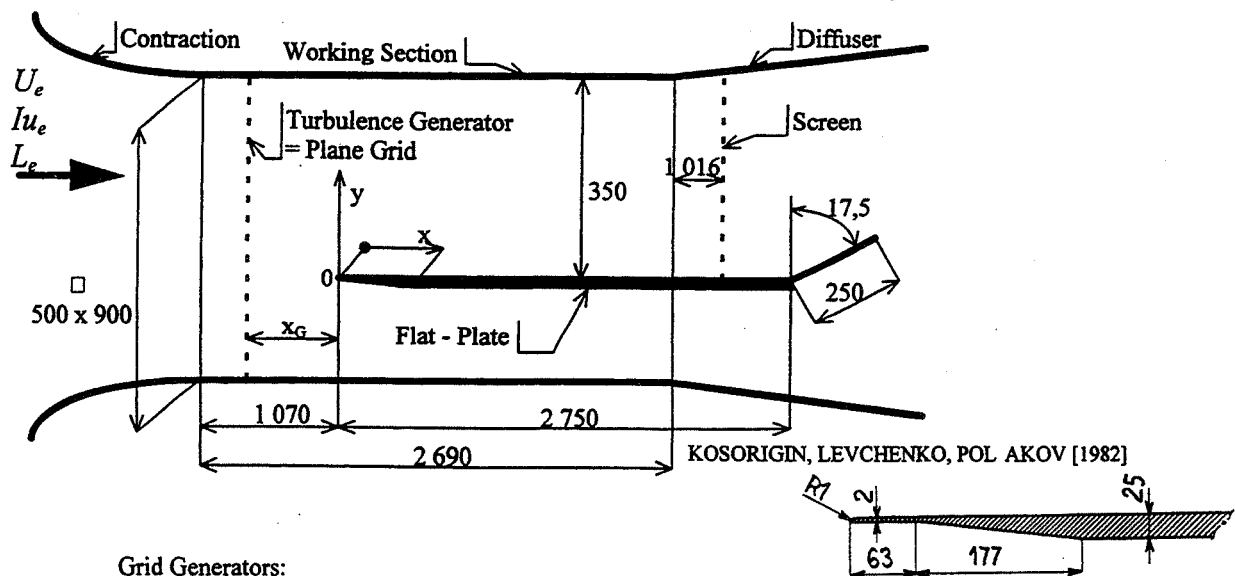 Contraction
Working Section
Diffuser
U_e
Iu_e
L_e
Turbulence Generator
= Plane Grid
Screen
1 016
y
350
17,5
x
0
□
500 x 900
250
x_G
Flat - Plate
1 070
2 750
2 690
KOSORIGIN, LEVCHENKO, POL AKOV [1982]
R1
2
25
63
177
Grid Generators: